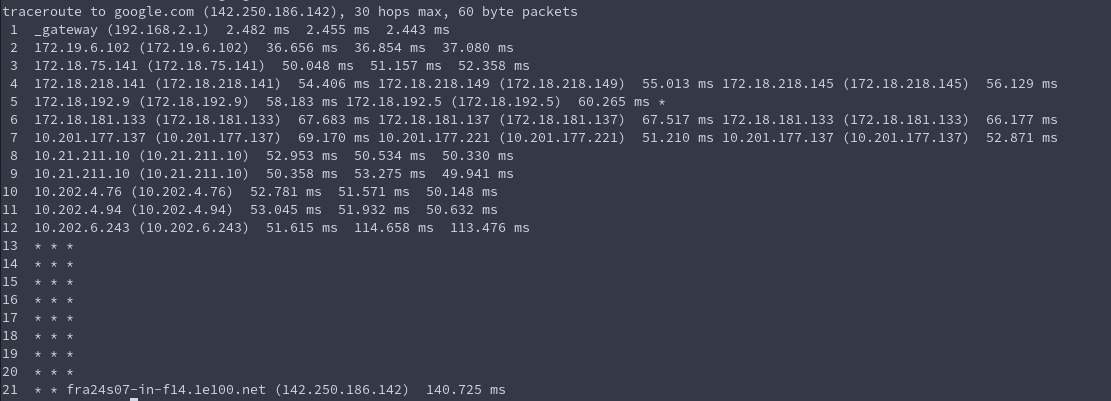 traceroute to google.com (142.250.186.142), 30 hops max, 60 byte packets
 1  _gateway (192.168.2.1)  2.482 ms  2.455 ms  2.443 ms
 2  172.19.6.102 (172.19.6.102)  36.656 ms  36.854 ms  37.080 ms
 3  172.18.75.141 (172.18.75.141)  50.048 ms  51.157 ms  52.358 ms
 4  172.18.218.141 (172.18.218.141)  54.406 ms 172.18.218.149 (172.18.218.149)  55.013 ms 172.18.218.145 (172.18.218.145)  56.129 ms
 5  172.18.192.9 (172.18.192.9)  58.183 ms 172.18.192.5 (172.18.192.5)  60.265 ms *
 6  172.18.181.133 (172.18.181.133)  67.683 ms 172.18.181.137 (172.18.181.137)  67.517 ms 172.18.181.133 (172.18.181.133)  66.177 ms
 7  10.201.177.137 (10.201.177.137)  69.170 ms 10.201.177.221 (10.201.177.221)  51.210 ms 10.201.177.137 (10.201.177.137)  52.871 ms
 8  10.21.211.10 (10.21.211.10)  52.953 ms  50.534 ms  50.330 ms
 9  10.21.211.10 (10.21.211.10)  50.358 ms  53.275 ms  49.941 ms
10  10.202.4.76 (10.202.4.76)  52.781 ms  51.571 ms  50.148 ms
11  10.202.4.94 (10.202.4.94)  53.045 ms  51.932 ms  50.632 ms
12  10.202.6.243 (10.202.6.243)  51.615 ms  114.658 ms  113.476 ms
13  * * *
14  * * *
15  * * *
16  * * *
17  * * *
18  * * *
19  * * *
20  * * *
21  * * fra24s07-in-f14.1e100.net (142.250.186.142)  140.725 ms